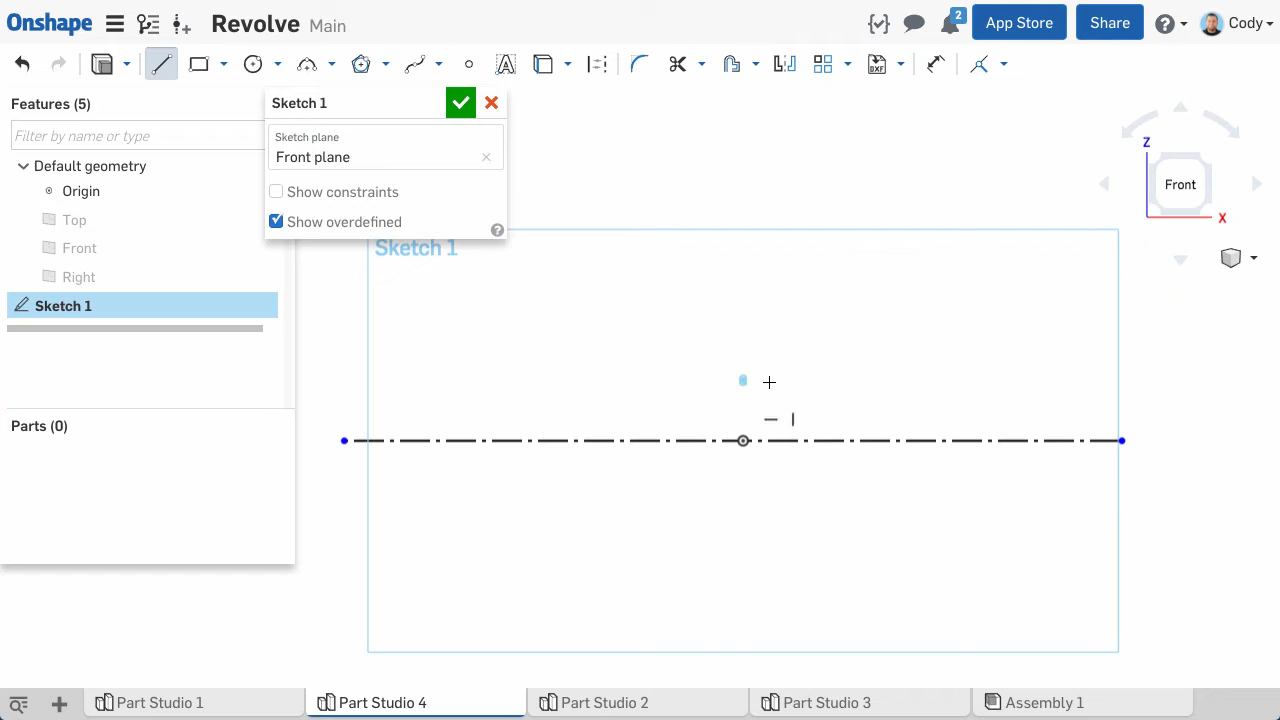 Onshape Revolve Main 2 App Store Share Cody
DXF
Features (5)
Filter by name or type
Default geometry
Origin
Top
Front
Right
Sketch 1
Parts (0)
Sketch 1
Sketch plane
Front plane
Show constraints
Show overdefined
Sketch 1
Z
Front
X
Part Studio 1 Part Studio 4 Part Studio 2 Part Studio 3 Assembly 1